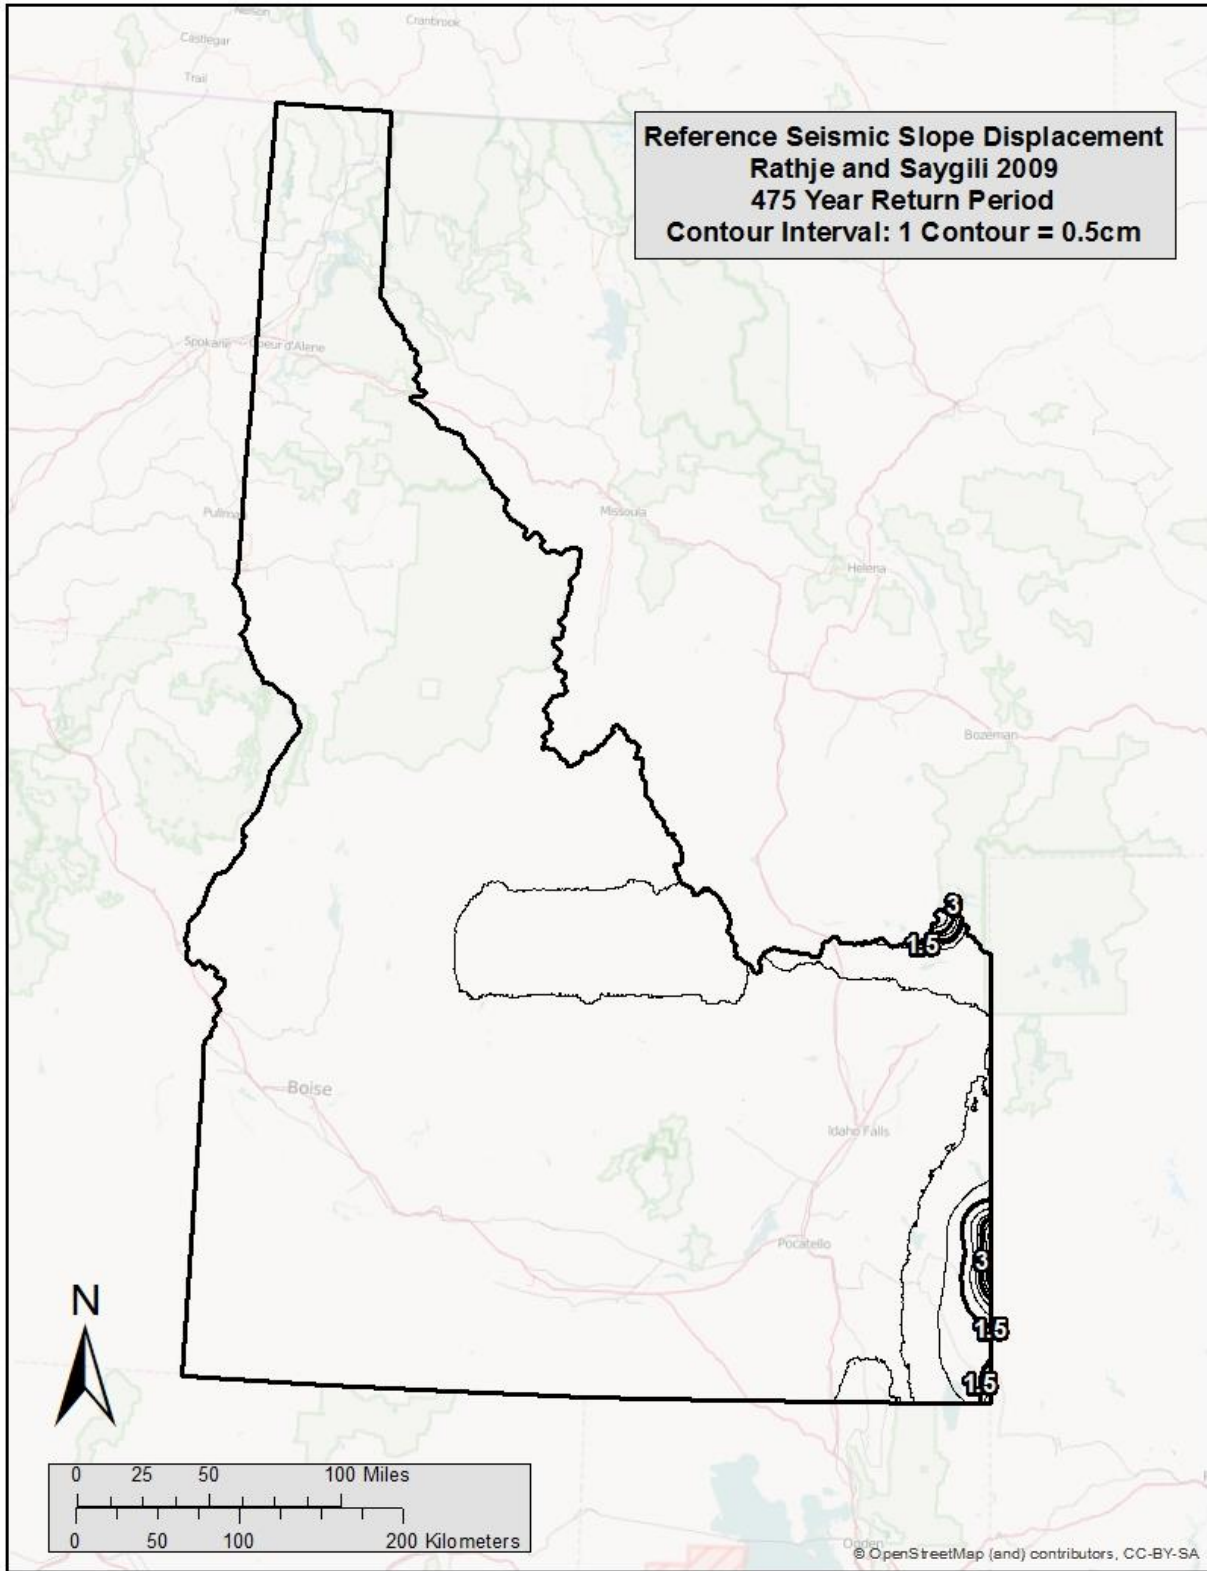 Nelson
Cranbrook
Castlegar
Trail
Reference Seismic Slope Displacement
Rathje and Saygili 2009
475 Year Return Period
Contour Interval: 1 Contour = 0.5cm
Spokane
Coeur d'Alene
Pullman
Missoula
Helena
Bozeman
3
1.5
Boise
Idaho Falls
Pocatello
3
1.5
1.5
N
0 25 50 100 Miles
0 50 100 200 Kilometers
Ogden
© OpenStreetMap (and) contributors, CC-BY-SA